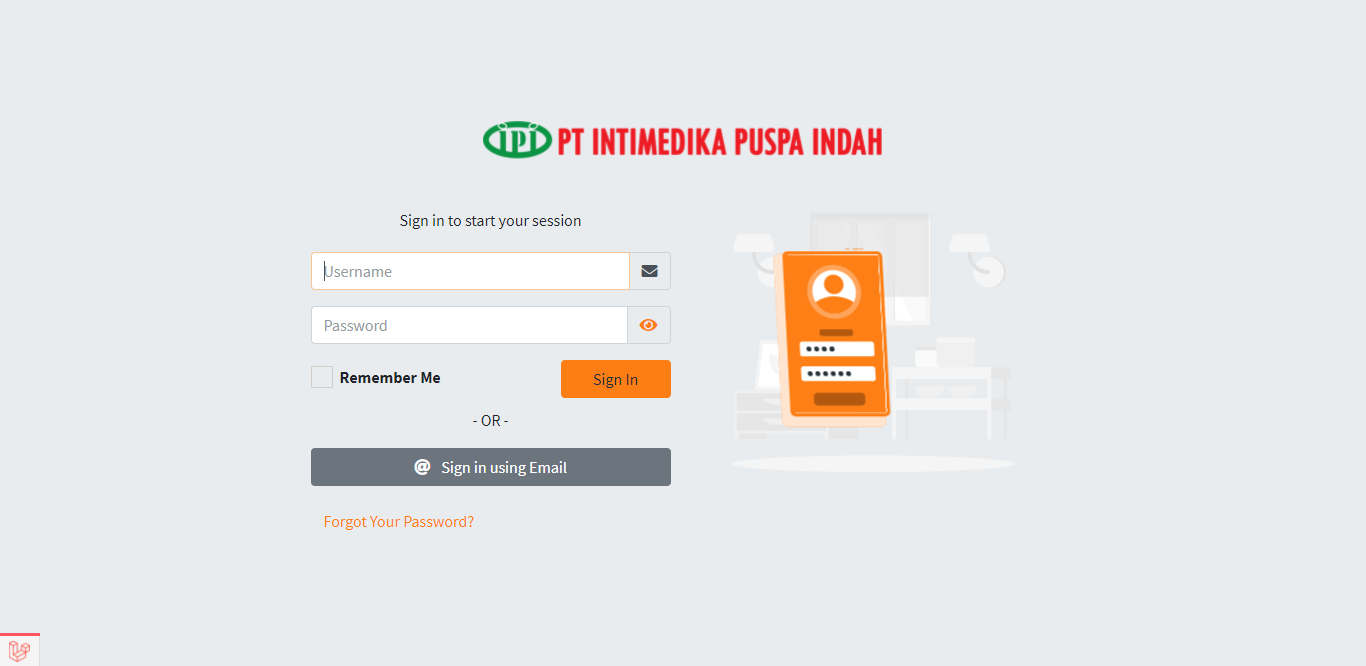 iPi PT INTIMEDIKA PUSPA INDAH
Sign in to start your session
Username
Password
Remember Me
Sign In
- OR -
@ Sign in using Email
Forgot Your Password?